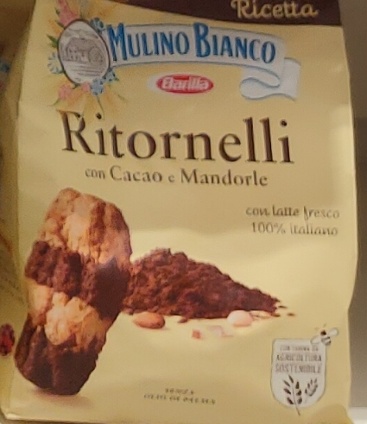 Ricetta
MULINO BIANCO
Barilla
Ritornelli
con Cacao e Mandorle
con latte fresco
100% italiano
CON FARINA DA
AGRICOLTURA
SOSTENIBILE
SENZA
OLIO DI PALMA